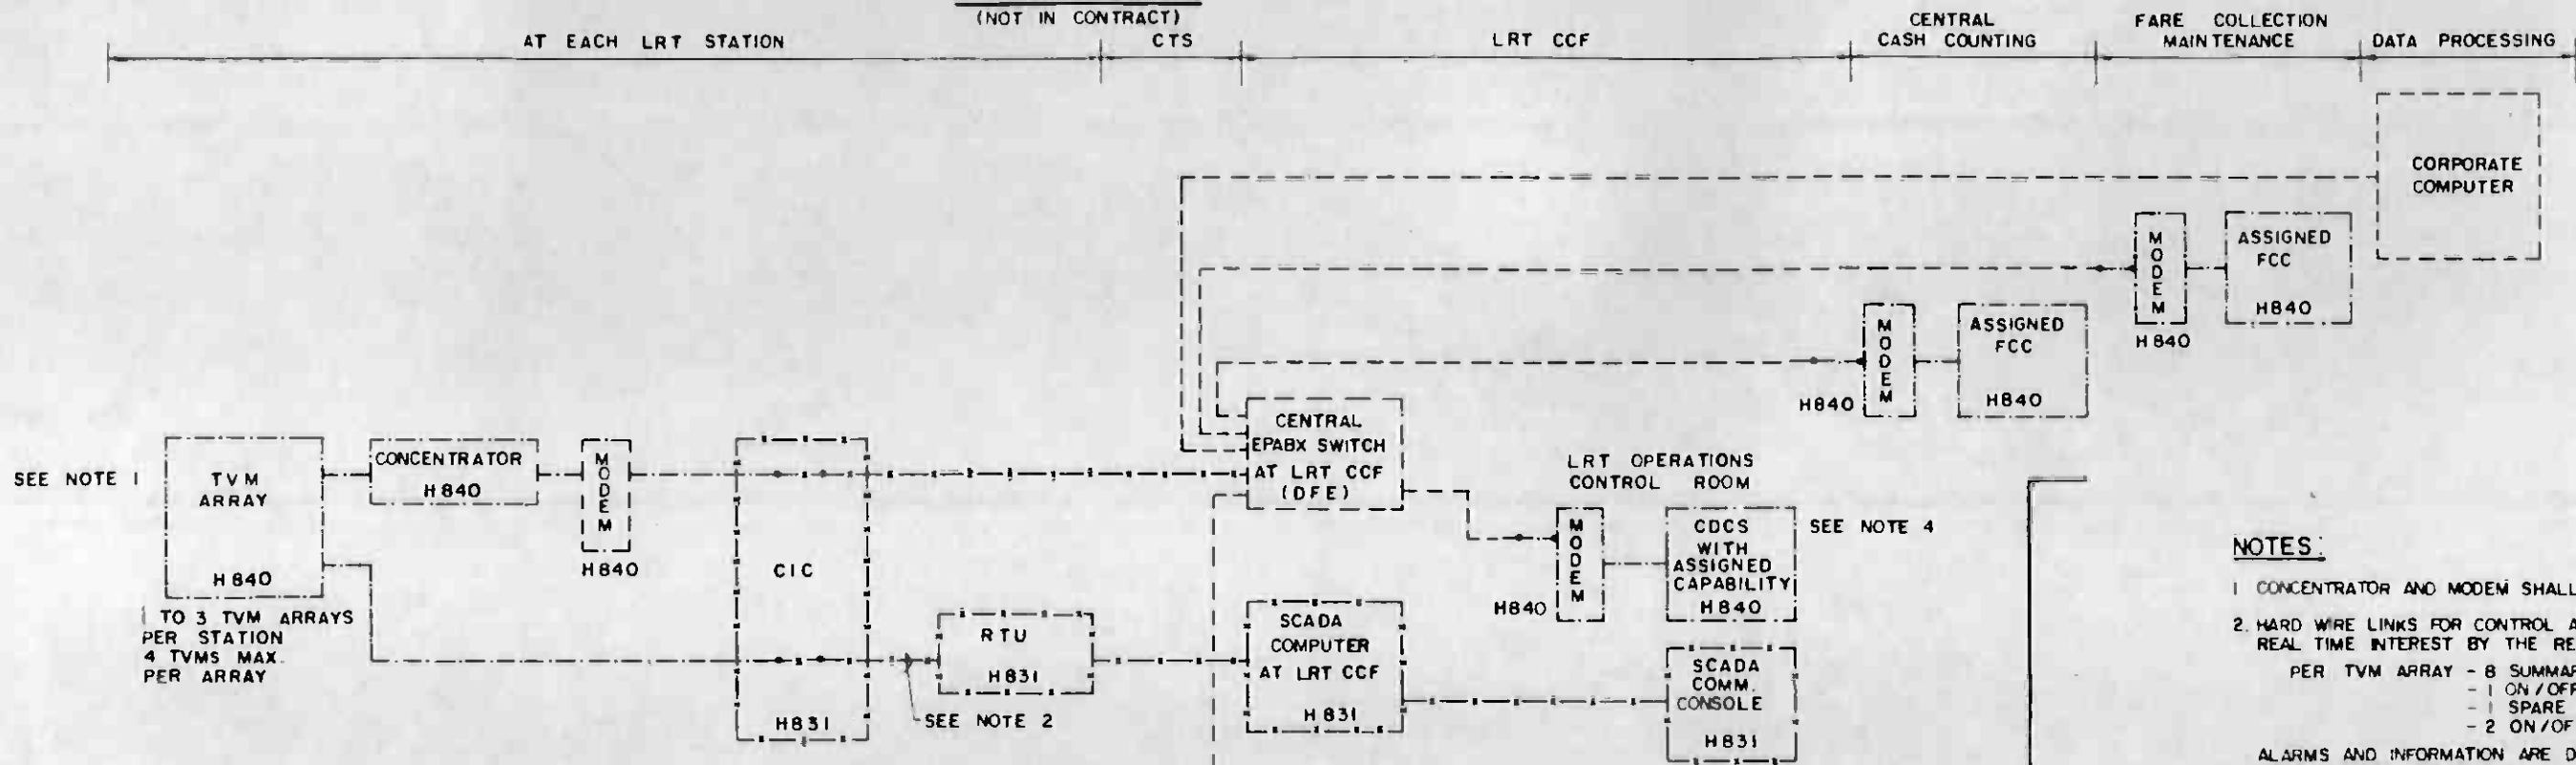 (NOT IN CONTRACT)
AT EACH LRT STATION
CTS
LRT CCF
CENTRAL
CASH COUNTING
FARE COLLECTION
MAINTENANCE
DATA PROCESSING
CORPORATE
COMPUTER
MODEM
H840
ASSIGNED
FCC
H840
MODEM
H840
ASSIGNED
FCC
H840
SEE NOTE 1
TVM
ARRAY
H840
1 TO 3 TVM ARRAYS
PER STATION
4 TVMS MAX.
PER ARRAY
CONCENTRATOR
H840
MODEM
H840
CIC
H831
RTU
H831
SEE NOTE 2
CENTRAL
EPABX SWITCH
AT LRT CCF
(DFE)
SCADA
COMPUTER
AT LRT CCF
H831
LRT OPERATIONS
CONTROL ROOM
MODEM
H840
CDCS
WITH
ASSIGNED
CAPABILITY
H840
SEE NOTE 4
SCADA
COMM.
CONSOLE
H831
NOTES:
1 CONCENTRATOR AND MODEM SHALL
2. HARD WIRE LINKS FOR CONTROL A
REAL TIME INTEREST BY THE RE
PER TVM ARRAY - 8 SUMMAR
- 1 ON/OFF
- 1 SPARE
- 2 ON/OF
ALARMS AND INFORMATION ARE D